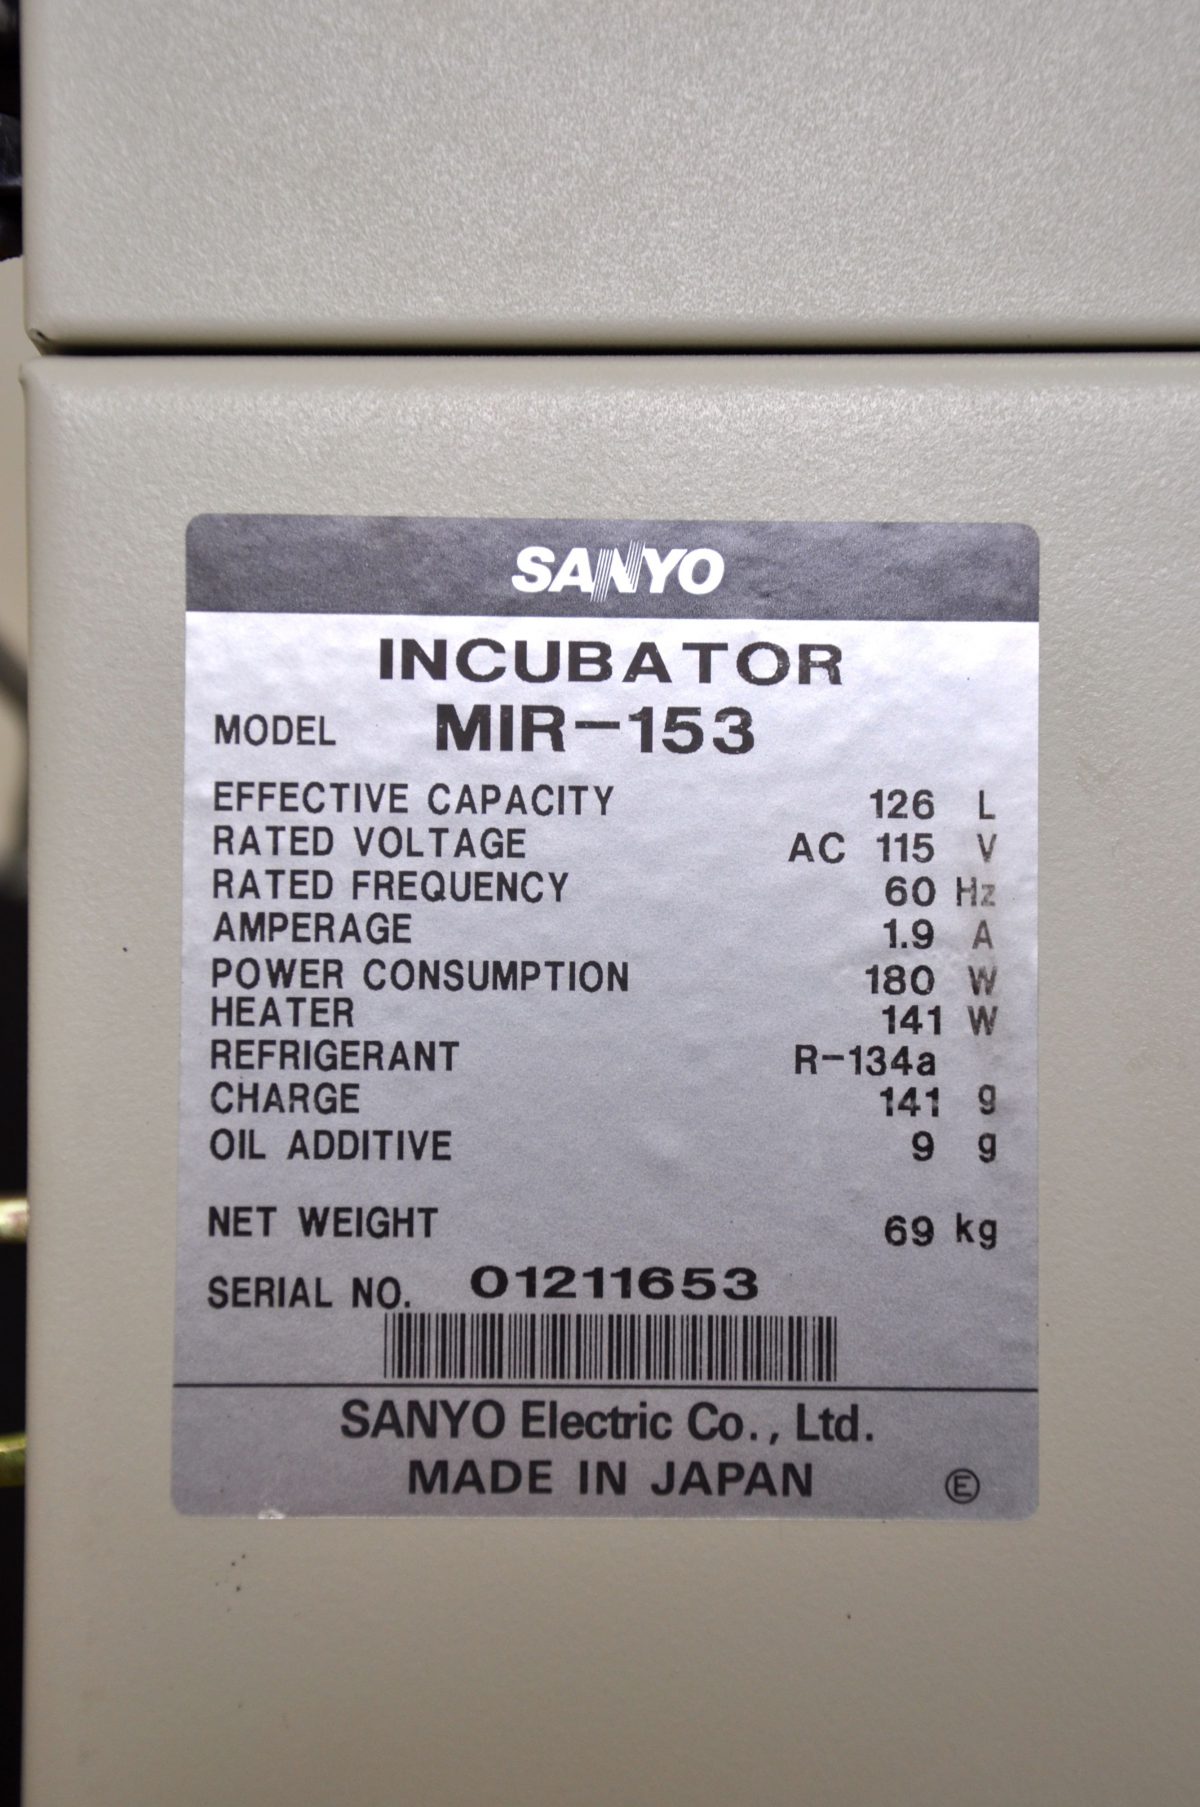 SANYO
INCUBATOR
MODEL MIR-153
EFFECTIVE CAPACITY 126 L
RATED VOLTAGE AC 115 V
RATED FREQUENCY 60 Hz
AMPERAGE 1.9 A
POWER CONSUMPTION 180 W
HEATER 141 W
REFRIGERANT R-134a
CHARGE 141 g
OIL ADDITIVE 9 g
NET WEIGHT 69 kg
SERIAL NO. 01211653
SANYO Electric Co., Ltd.
MADE IN JAPAN Ⓔ